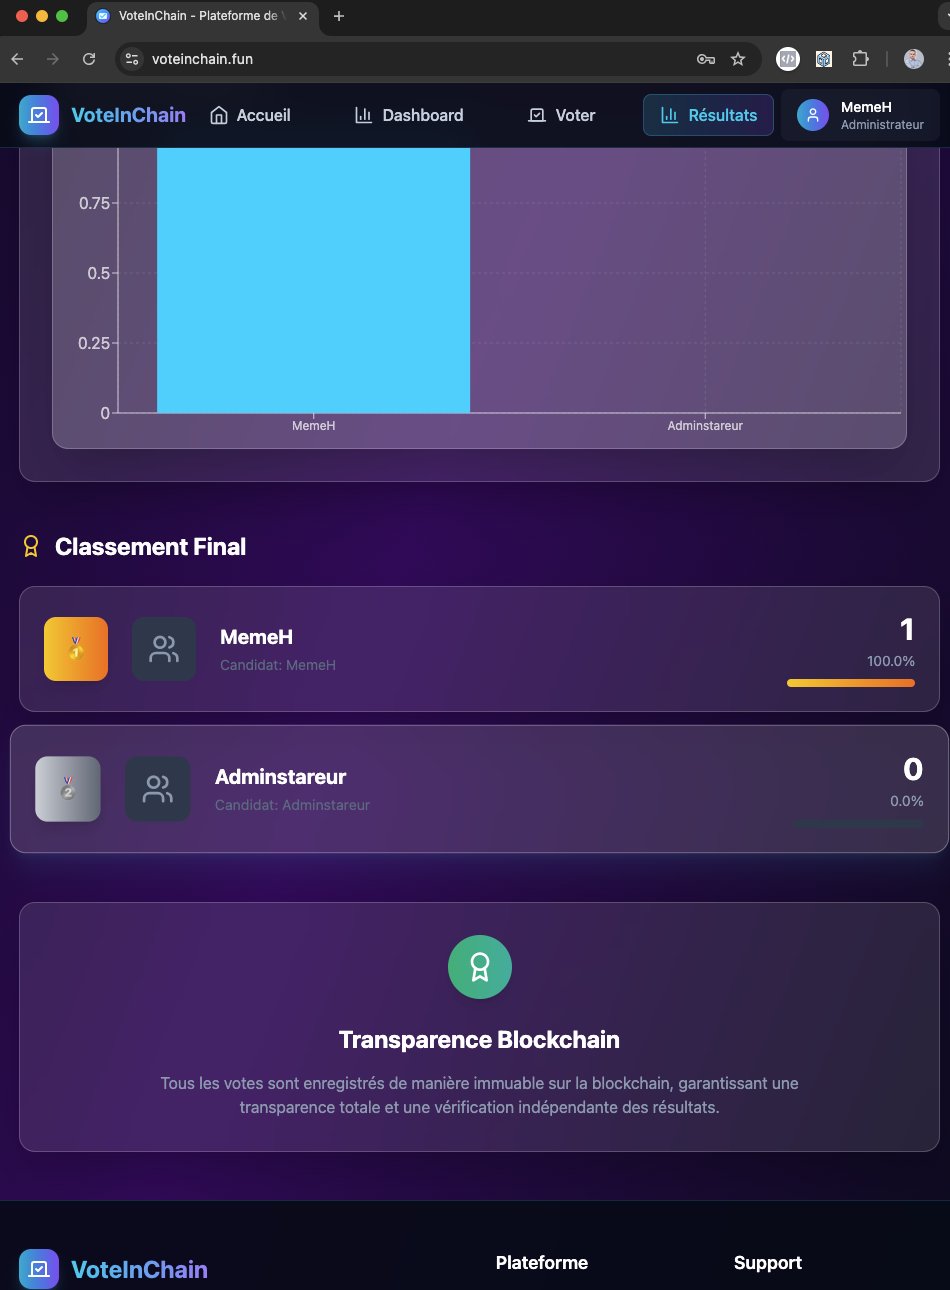 VoteInChain - Plateforme de
voteinchain.fun
VoteInChain
Accueil
Dashboard
Voter
Résultats
MemeH
Administrateur
0.75
0.5
0.25
0
MemeH
Adminstareur
Classement Final
1
MemeH
Candidat: MemeH
1
100.0%
2
Adminstareur
Candidat: Adminstareur
0
0.0%
Transparence Blockchain
Tous les votes sont enregistrés de manière immuable sur la blockchain, garantissant une
transparence totale et une vérification indépendante des résultats.
VoteInChain
Plateforme
Support